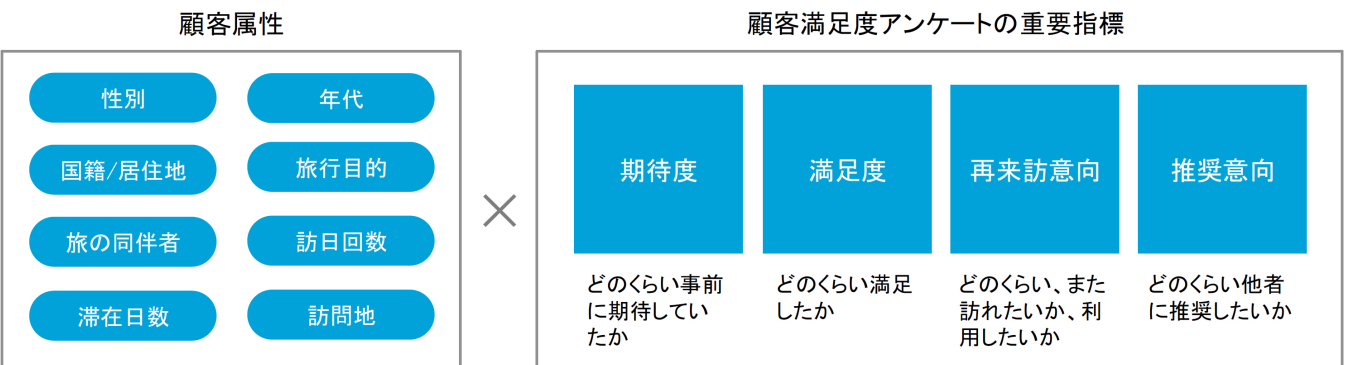 顧客属性
性別
年代
国籍/居住地
旅行目的
旅の同伴者
訪日回数
滞在日数
訪問地
×
顧客満足度アンケートの重要指標
期待度
満足度
再来訪意向
推奨意向
どのくらい事前
に期待してい
たか
どのくらい満足
したか
どのくらい、また
訪れたいか、利
用したいか
どのくらい他者
に推奨したいか